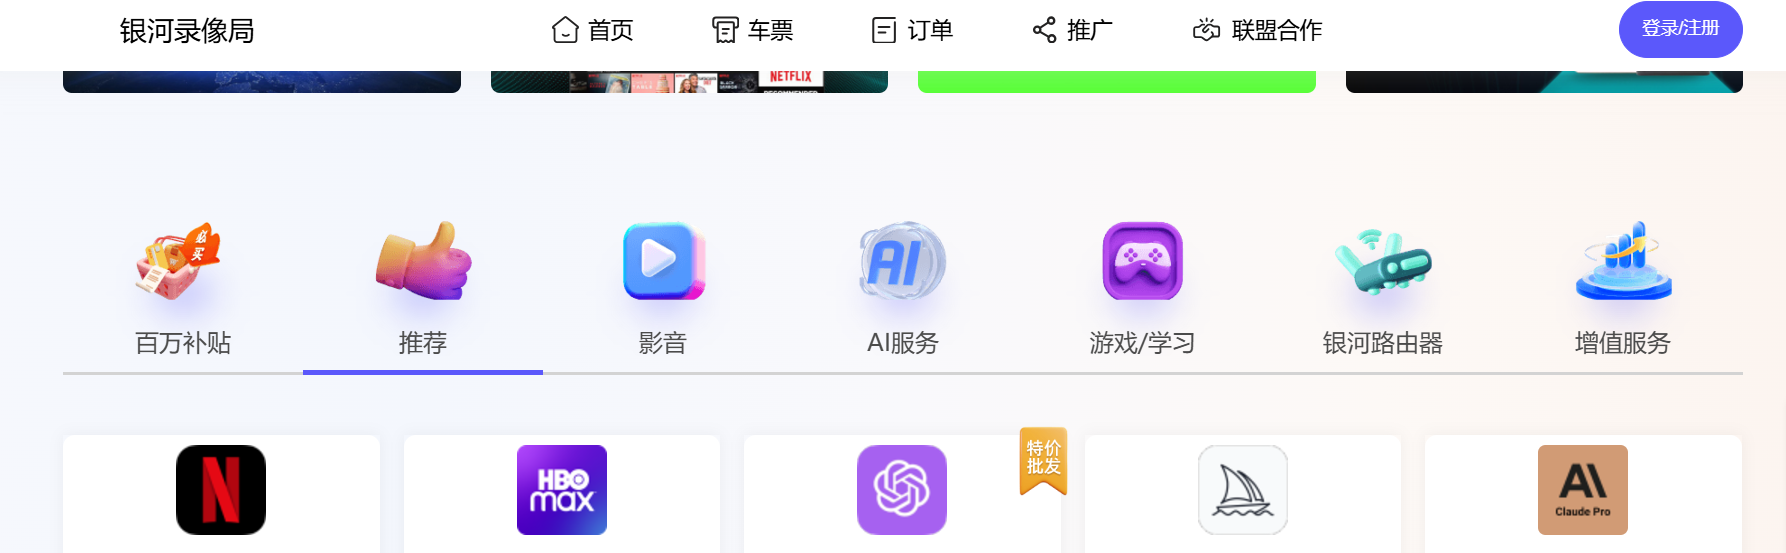 银河录像局
首页
车票
订单
推广
联盟合作
登录/注册
NETFLIX
RECOMMENDER
必买
AI
百万补贴
推荐
影音
AI服务
游戏/学习
银河路由器
增值服务
N
HBO
max
特价
批发
AI
Claude Pro